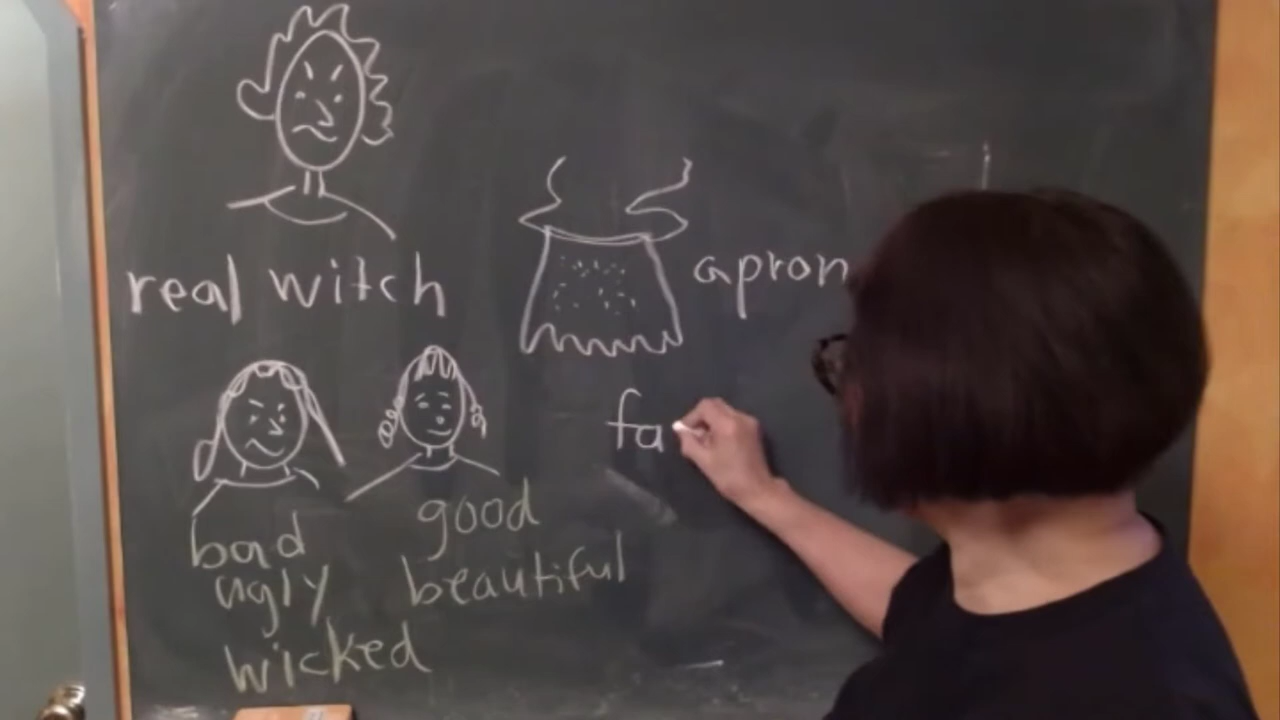 real witch
apron
fa
bad
ugly
wicked
good
beautiful